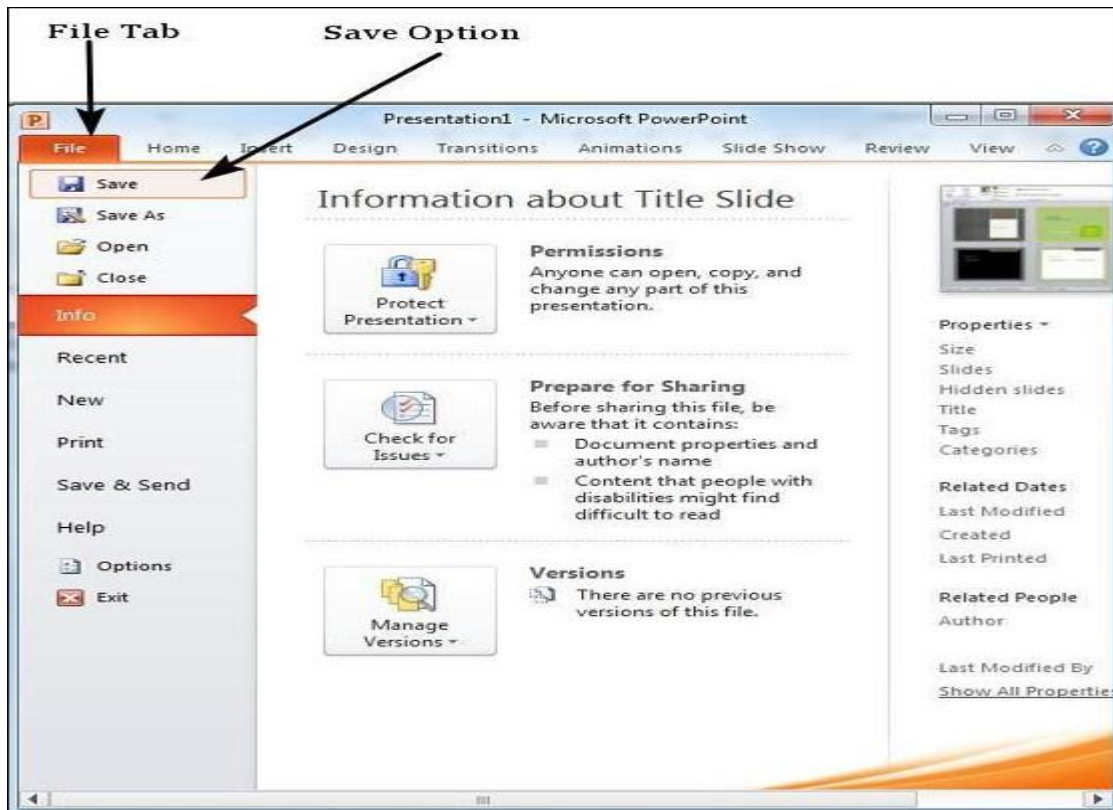 File Tab
Save Option
Presentation1 - Microsoft PowerPoint
File Home Insert Design Transitions Animations Slide Show Review View
Save
Save As
Open
Close
Info
Recent
New
Print
Save & Send
Help
Options
Exit
Information about Title Slide
Protect
Presentation
Permissions
Anyone can open, copy, and
change any part of this
presentation.
Check for
Issues
Prepare for Sharing
Before sharing this file, be
aware that it contains:
Document properties and
author's name
Content that people with
disabilities might find
difficult to read
Manage
Versions
Versions
There are no previous
versions of this file.
Properties
Size
Slides
Hidden slides
Title
Tags
Categories
Related Dates
Last Modified
Created
Last Printed
Related People
Author
Last Modified By
Show All Propertie